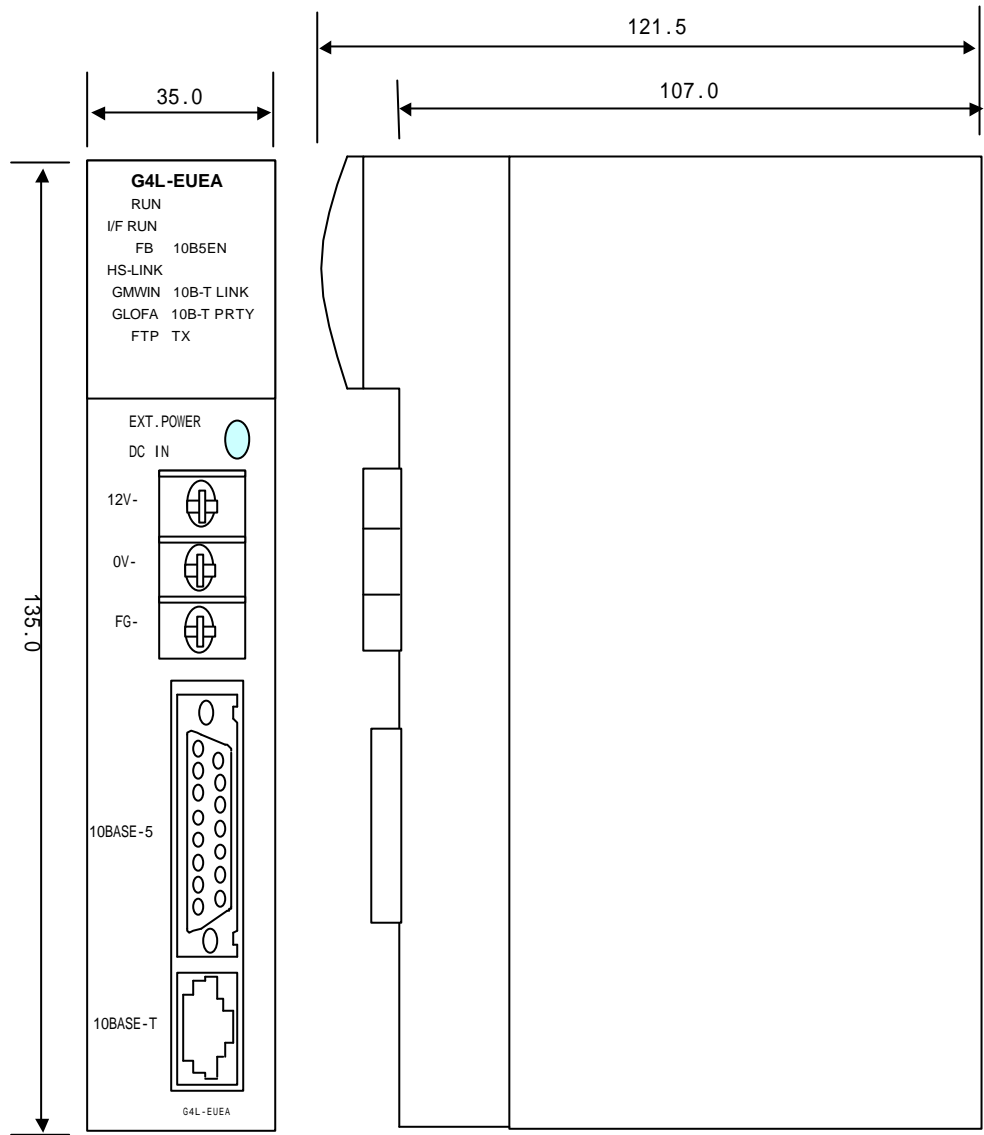 121.5
35.0
107.0
G4L-EUEA
RUN
I/F RUN
FB 10B5EN
HS-LINK
GMWIN 10B-T LINK
GLOFA 10B-T PRTY
FTP TX
EXT.POWER
DC IN
12V-
0V-
FG-
135.0
10BASE-5
10BASE-T
G4L-EUEA